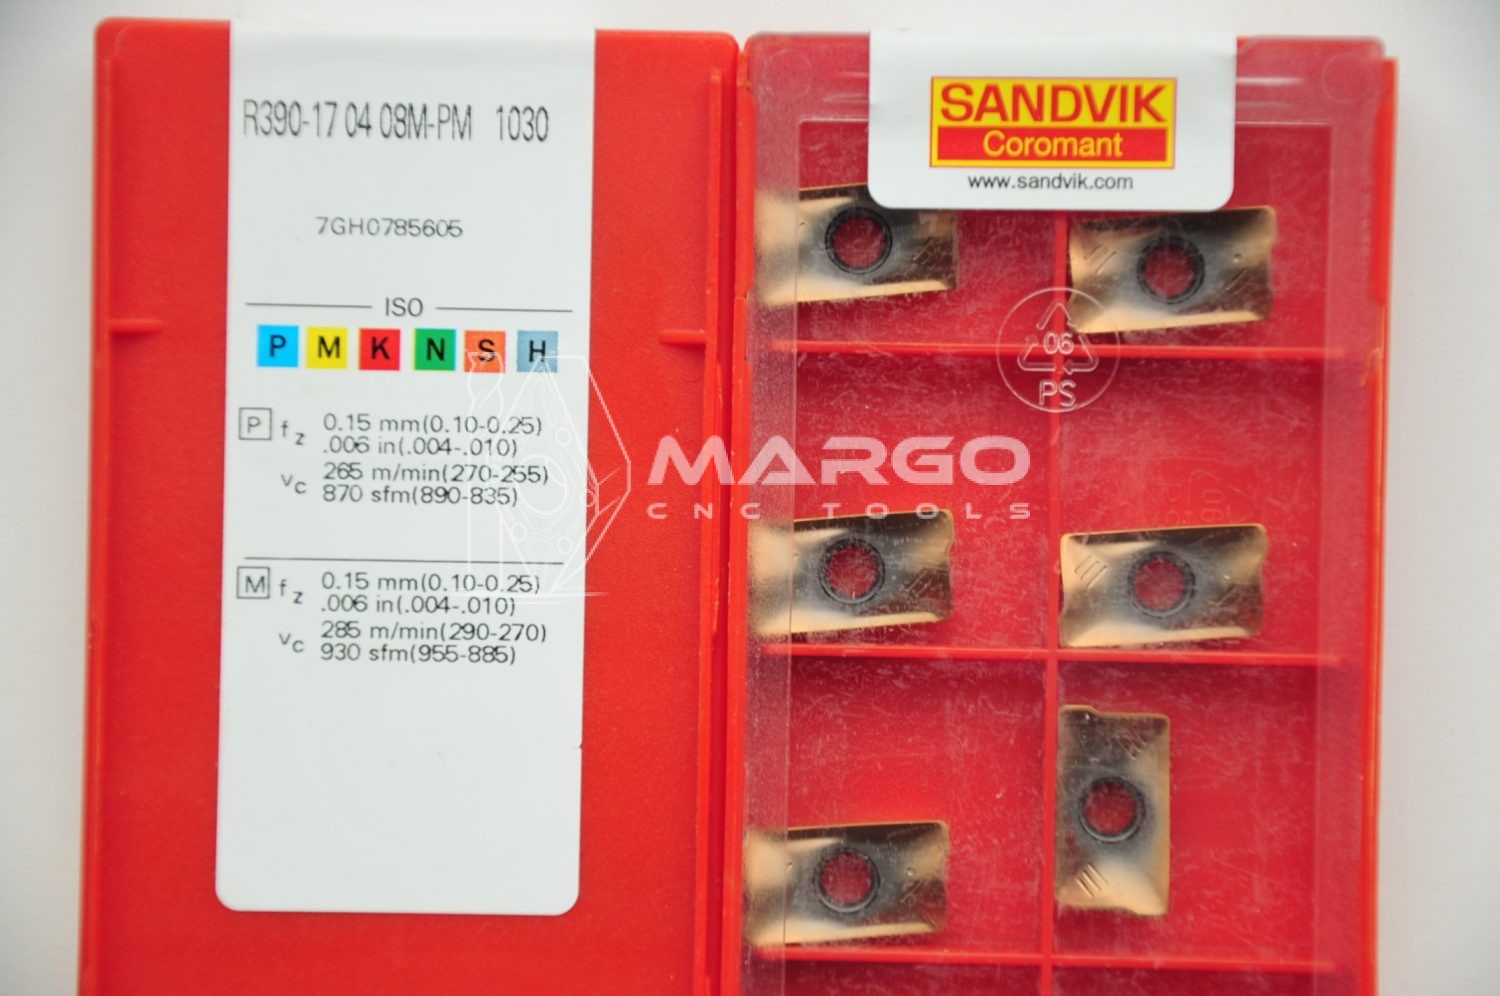 R390-17 04 08M-PM 1030
7GH0785605
ISO
P M K N S H
P fz 0.15 mm(0.10-0.25)
.006 in(.004-.010)
vc 265 m/min(270-255)
870 sfm(890-835)
M fz 0.15 mm(0.10-0.25)
.006 in(.004-.010)
vc 285 m/min(290-270)
930 sfm(955-885)
SANDVIK
Coromant
www.sandvik.com
06
PS
MARGO
CNC TOOLS